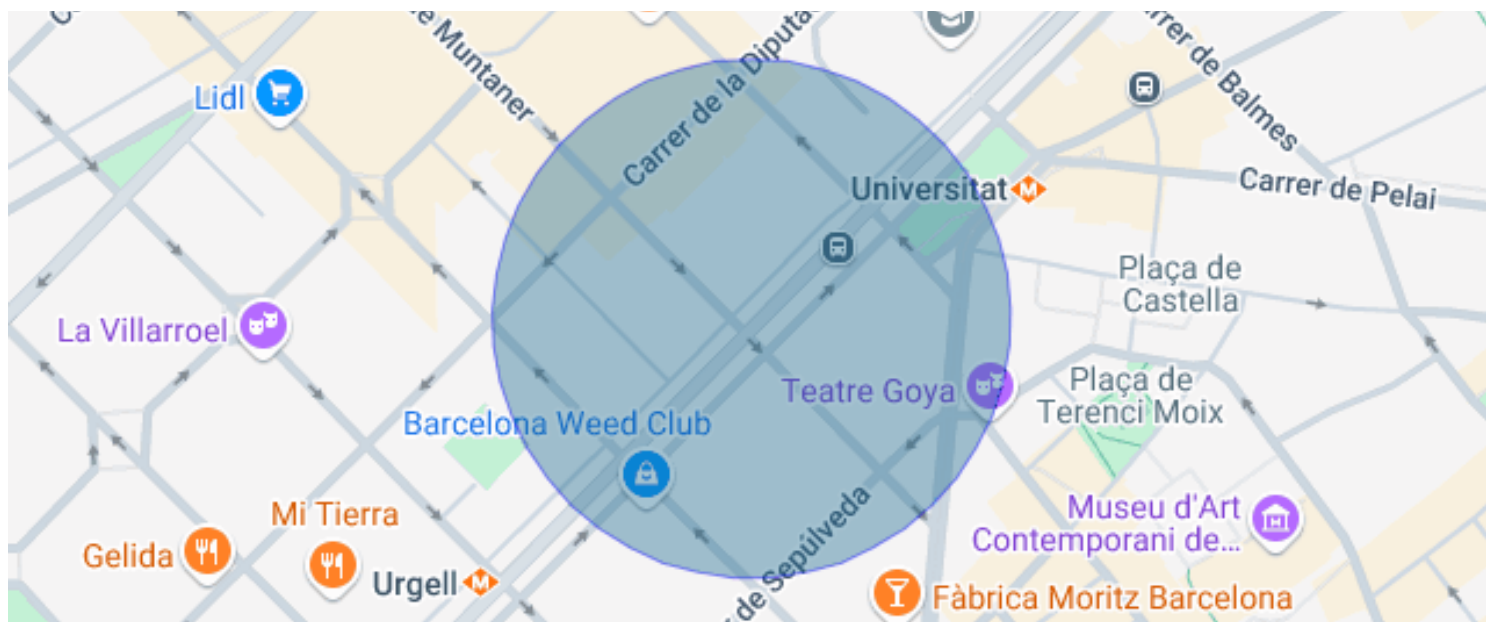 de Muntaner
Carrer de la Diputa
rrer de Balmes
Lidl
Universitat
Carrer de Pelai
Plaça de
Castella
La Villarroel
Teatre Goya
Plaça de
Terenci Moix
Barcelona Weed Club
Mi Tierra
Gelida
Urgell
r de Sepúlveda
Museu d'Art
Contemporani de...
Fàbrica Moritz Barcelona